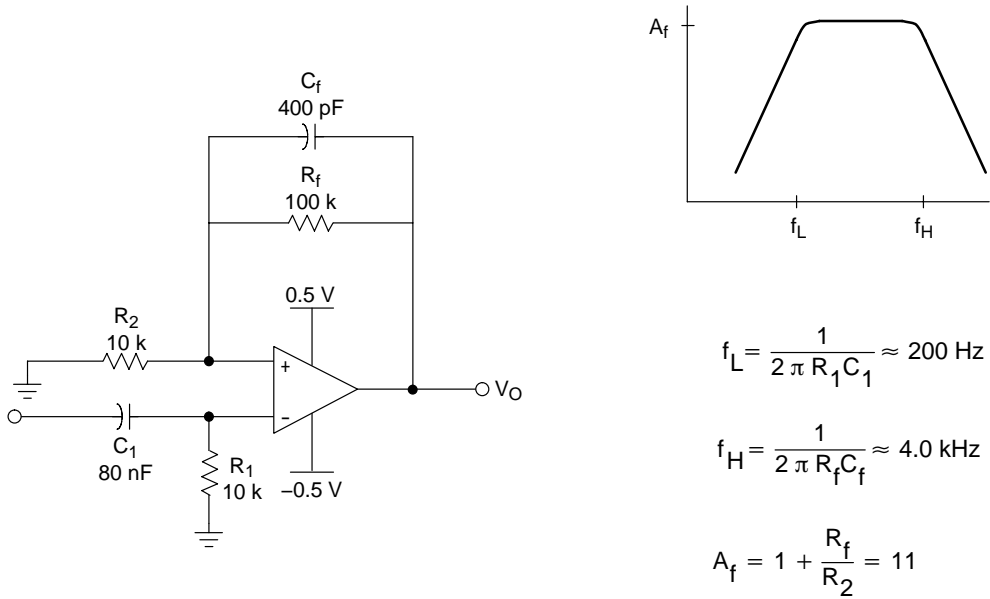 C_f
400 pF
R_f
100 k
0.5 V
R_2
10 k
+
−
V_O
C_1
80 nF
R_1
10 k
−0.5 V
A_f
f_L f_H
f_L = 1 / (2 π R_1C_1) ≈ 200 Hz
f_H = 1 / (2 π R_fC_f) ≈ 4.0 kHz
A_f = 1 + R_f / R_2 = 11